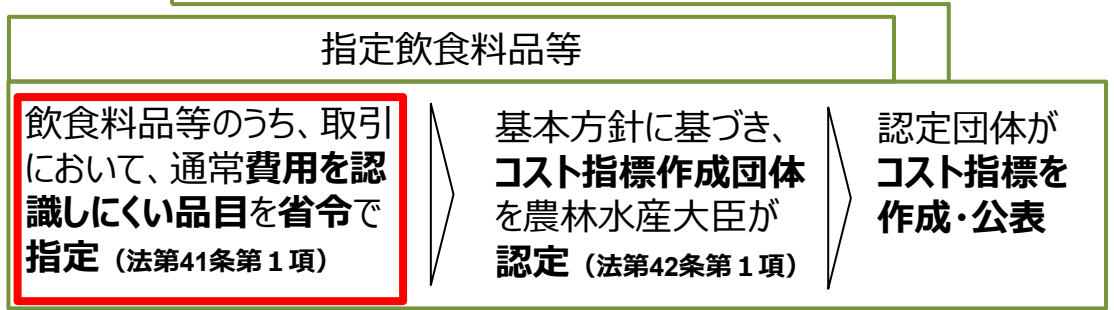 指定飲食料品等
飲食料品等のうち、取引
において、通常費用を認
識しにくい品目を省令で
指定（法第41条第１項）
基本方針に基づき、
コスト指標作成団体
を農林水産大臣が
認定（法第42条第１項）
認定団体が
コスト指標を
作成・公表